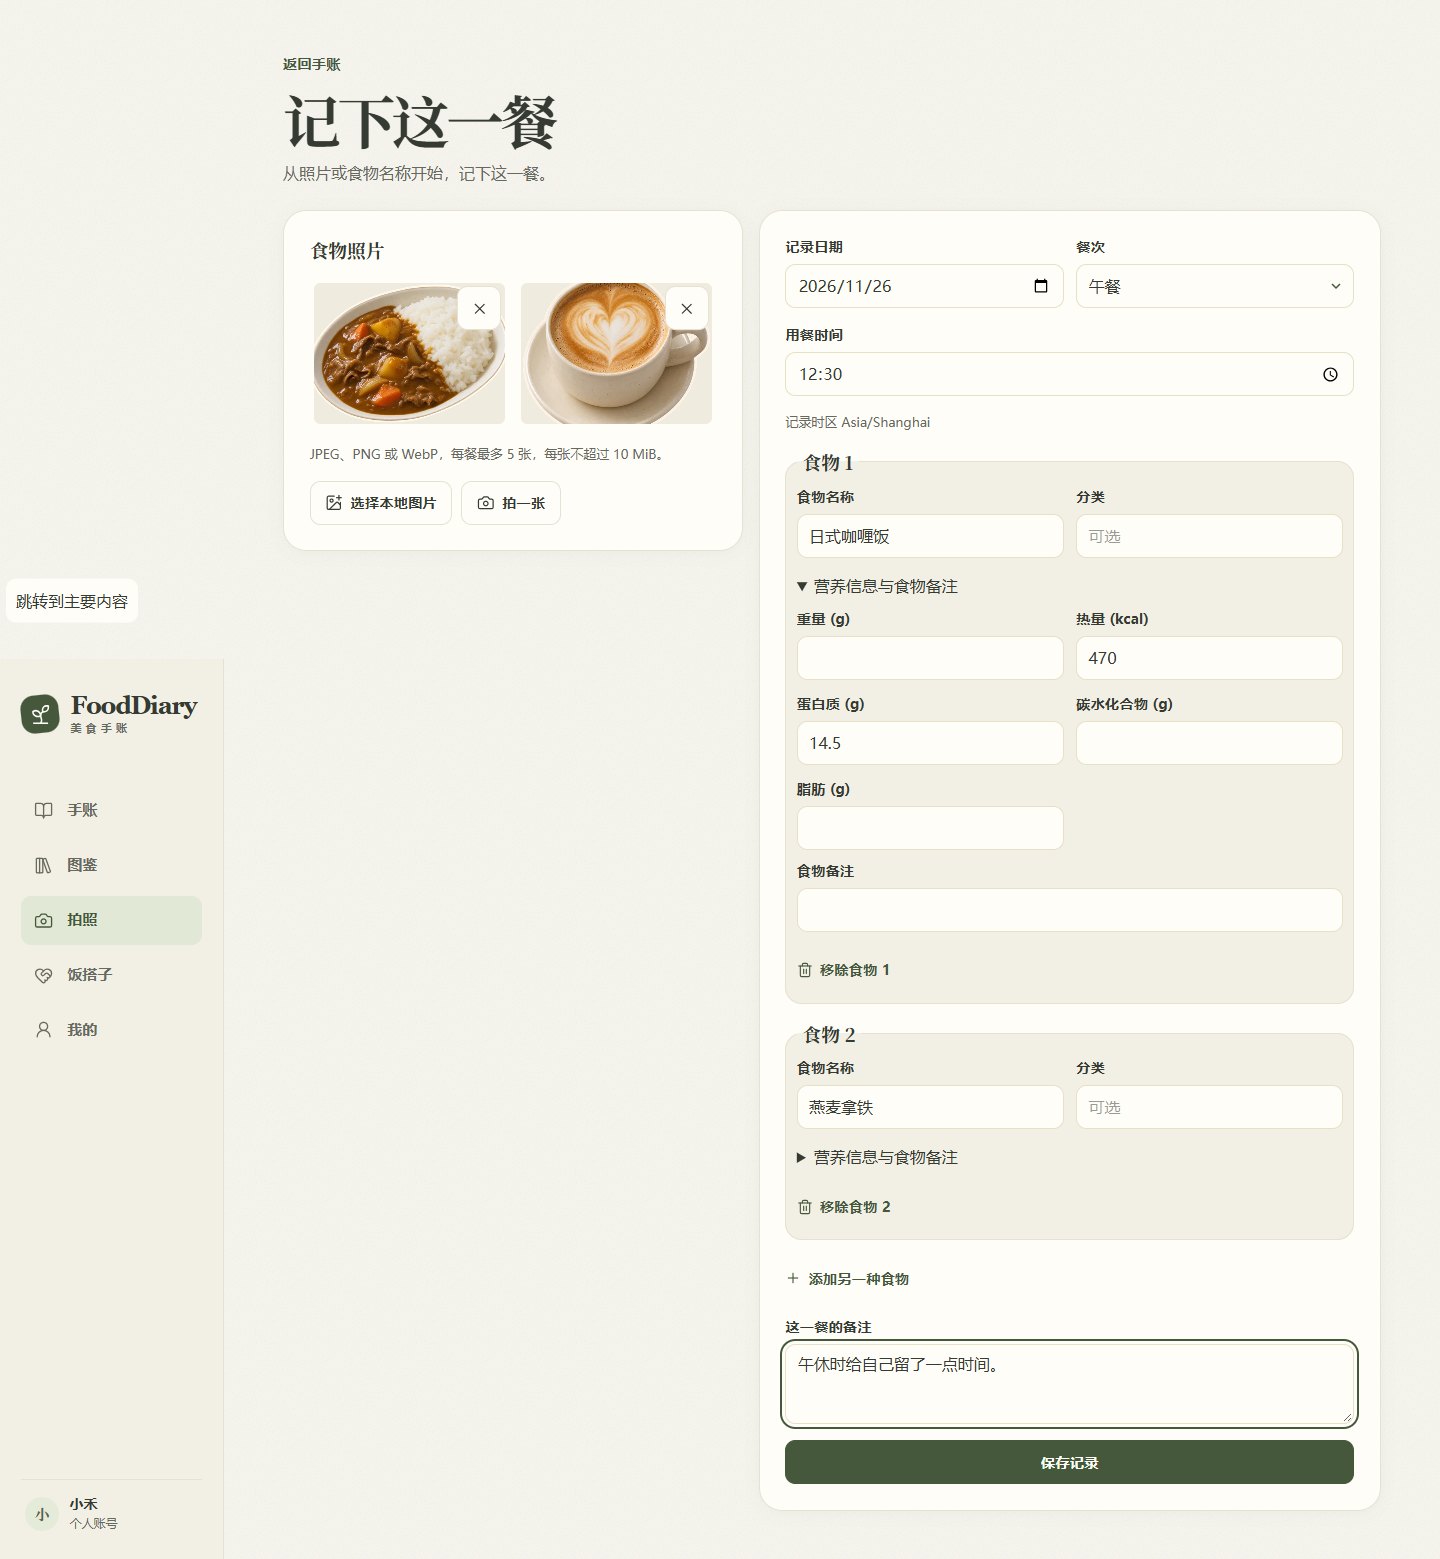 返回手账
记下这一餐
从照片或食物名称开始，记下这一餐。
食物照片
JPEG、PNG 或 WebP，每餐最多 5 张，每张不超过 10 MiB。
选择本地图片
拍一张
记录日期
餐次
2026/11/26
午餐
用餐时间
12:30
记录时区 Asia/Shanghai
食物 1
食物名称
分类
日式咖喱饭
可选
营养信息与食物备注
重量 (g)
热量 (kcal)
470
蛋白质 (g)
碳水化合物 (g)
14.5
脂肪 (g)
食物备注
移除食物 1
食物 2
食物名称
分类
燕麦拿铁
可选
营养信息与食物备注
移除食物 2
添加另一种食物
这一餐的备注
午休时给自己留了一点时间。
保存记录
跳转到主要内容
FoodDiary
美食手账
手账
图鉴
拍照
饭搭子
我的
小
小禾
个人账号